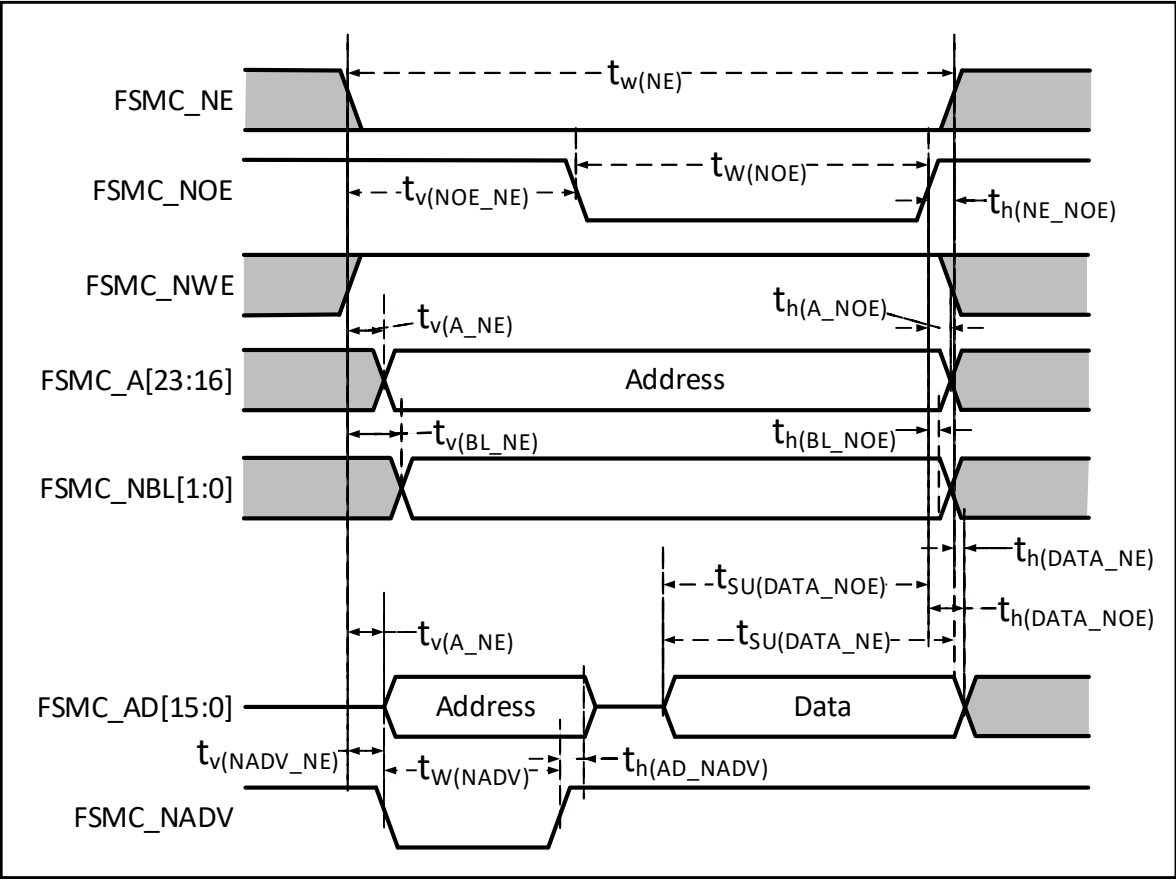 tw(NE)
FSMC_NE
tW(NOE)
FSMC_NOE
tv(NOE_NE)
th(NE_NOE)
FSMC_NWE
tv(A_NE)
th(A_NOE)
FSMC_A[23:16]
Address
tv(BL_NE)
th(BL_NOE)
FSMC_NBL[1:0]
th(DATA_NE)
tSU(DATA_NOE)
th(DATA_NOE)
tv(A_NE)
tSU(DATA_NE)
FSMC_AD[15:0]
Address
Data
tv(NADV_NE)
tW(NADV)
th(AD_NADV)
FSMC_NADV